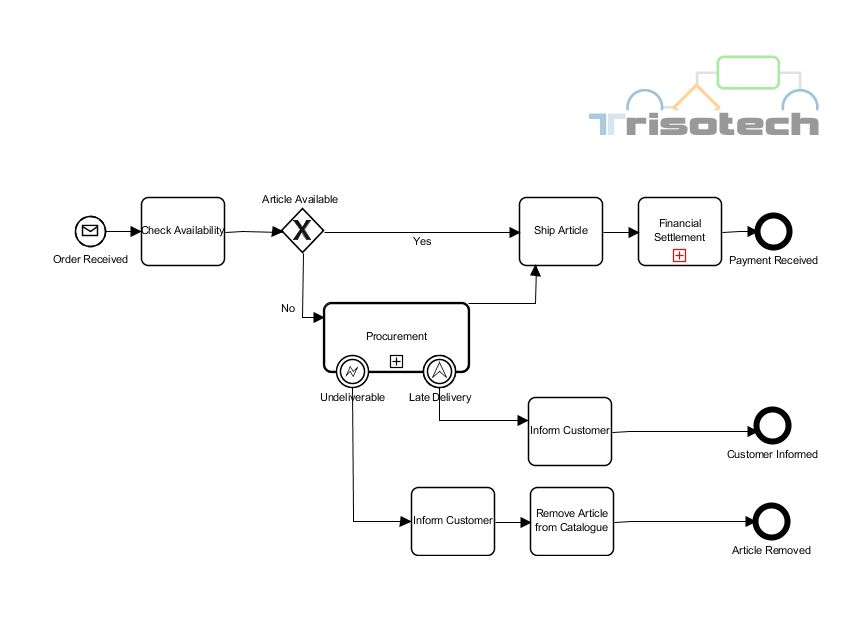 Trisotech
Article Available
Check Availability
Yes
Ship Article
Financial
Settlement
Order Received
Payment Received
No
Procurement
Undeliverable
Late Delivery
Inform Customer
Customer Informed
Inform Customer
Remove Article
from Catalogue
Article Removed